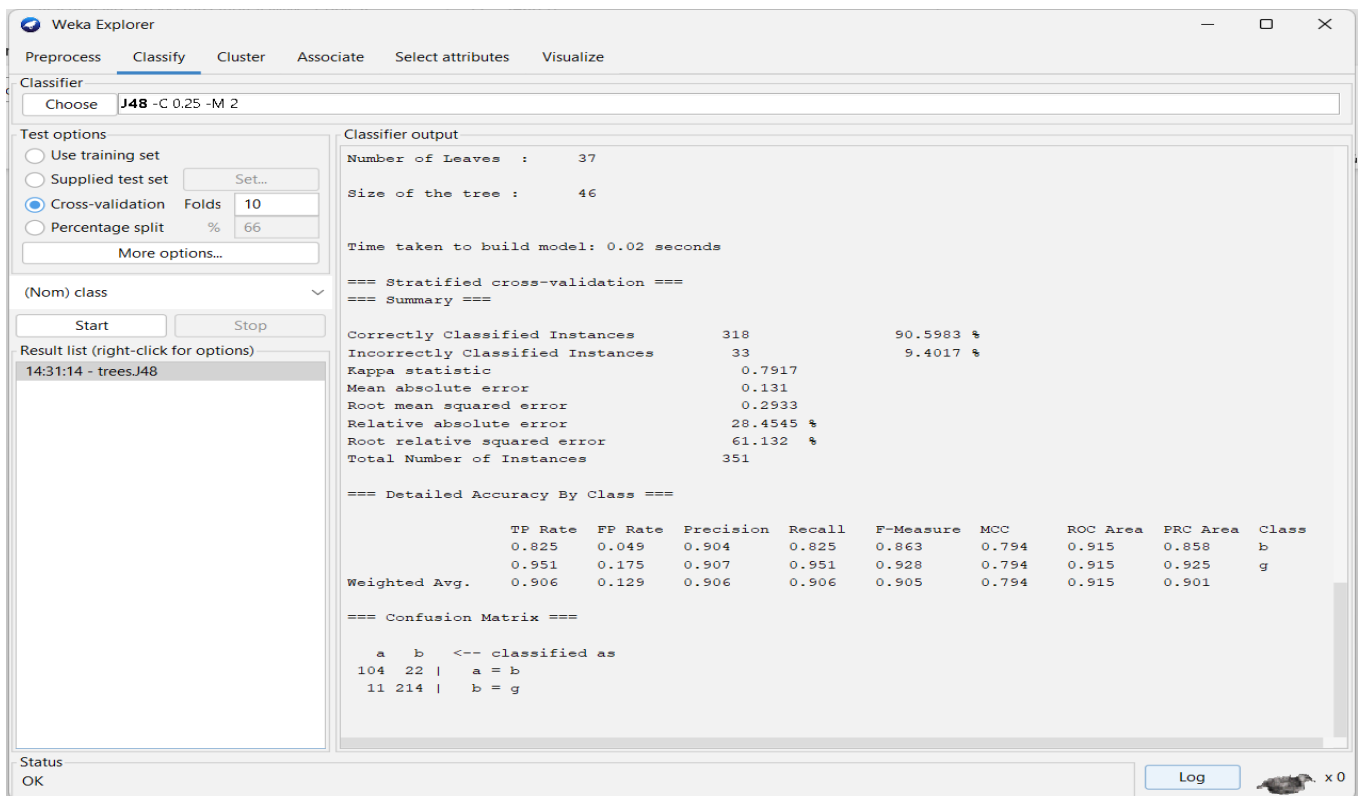 Weka Explorer
Preprocess Classify Cluster Associate Select attributes Visualize
Classifier
Choose J48 -C 0.25 -M 2
Test options
Use training set
Supplied test set Set...
Cross-validation Folds 10
Percentage split % 66
More options...
(Nom) class
Start Stop
Result list (right-click for options)
14:31:14 - trees.J48
Classifier output
Number of Leaves : 37
Size of the tree : 46
Time taken to build model: 0.02 seconds
=== Stratified cross-validation ===
=== Summary ===
Correctly Classified Instances 318 90.5983 %
Incorrectly Classified Instances 33 9.4017 %
Kappa statistic 0.7917
Mean absolute error 0.131
Root mean squared error 0.2933
Relative absolute error 28.4545 %
Root relative squared error 61.132 %
Total Number of Instances 351
=== Detailed Accuracy By Class ===
TP Rate FP Rate Precision Recall F-Measure MCC ROC Area PRC Area Class
0.825 0.049 0.904 0.825 0.863 0.794 0.915 0.858 b
0.951 0.175 0.907 0.951 0.928 0.794 0.915 0.925 g
Weighted Avg. 0.906 0.129 0.906 0.906 0.905 0.794 0.915 0.901
=== Confusion Matrix ===
a b <-- classified as
104 22 | a = b
11 214 | b = g
Status
OK
Log x 0